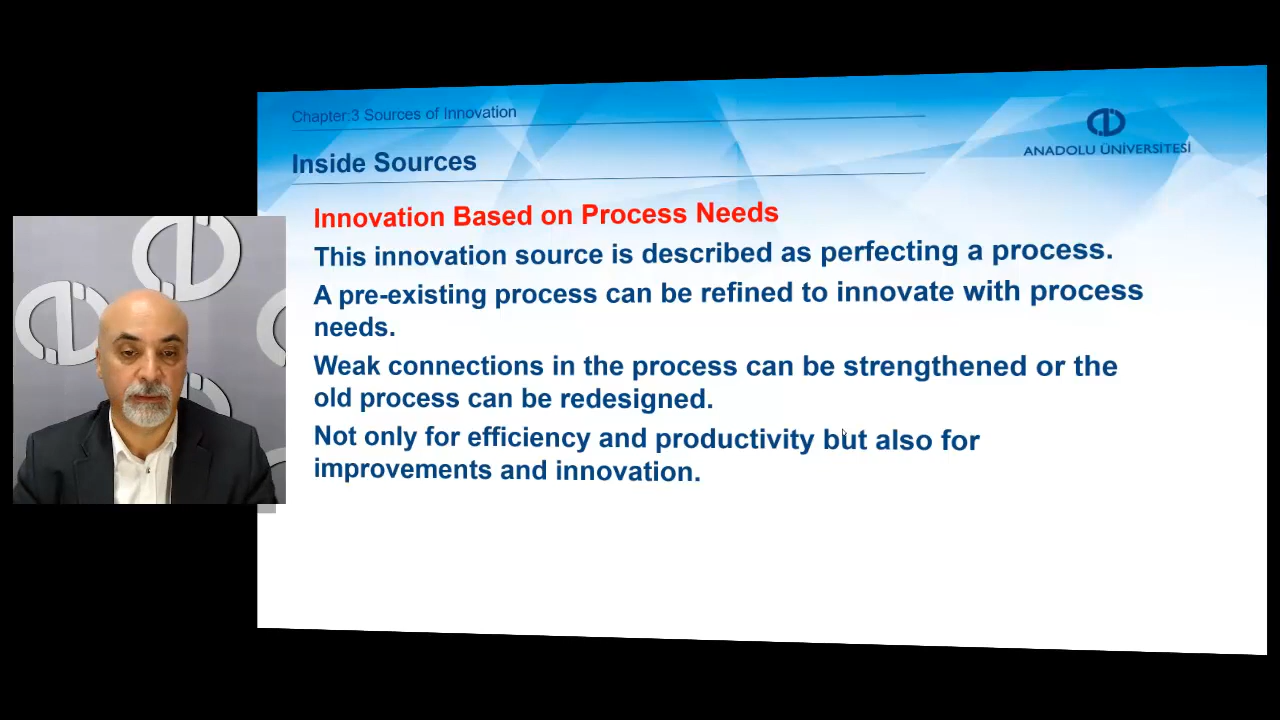 Chapter:3 Sources of Innovation
ANADOLU ÜNİVERSİTESİ
Inside Sources
Innovation Based on Process Needs
This innovation source is described as perfecting a process.
A pre-existing process can be refined to innovate with process
needs.
Weak connections in the process can be strengthened or the
old process can be redesigned.
Not only for efficiency and productivity but also for
improvements and innovation.